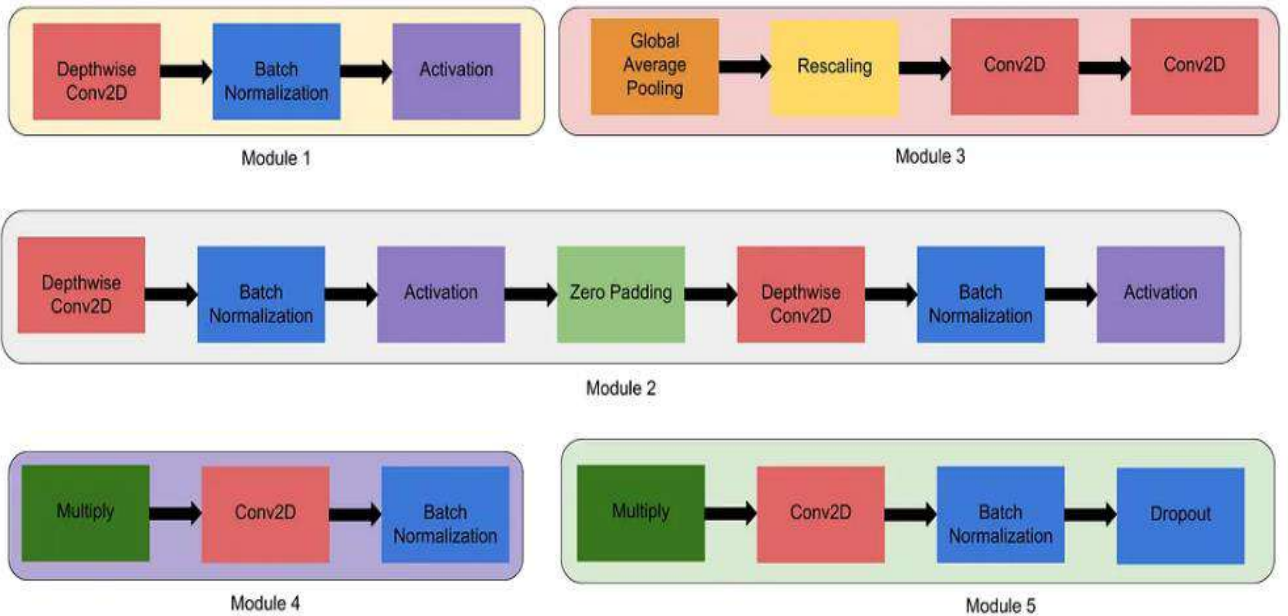 Depthwise
Conv2D
Batch
Normalization
Activation
Module 1
Global
Average
Pooling
Rescaling
Conv2D
Conv2D
Module 3
Depthwise
Conv2D
Batch
Normalization
Activation
Zero Padding
Depthwise
Conv2D
Batch
Normalization
Activation
Module 2
Multiply
Conv2D
Batch
Normalization
Module 4
Multiply
Conv2D
Batch
Normalization
Dropout
Module 5